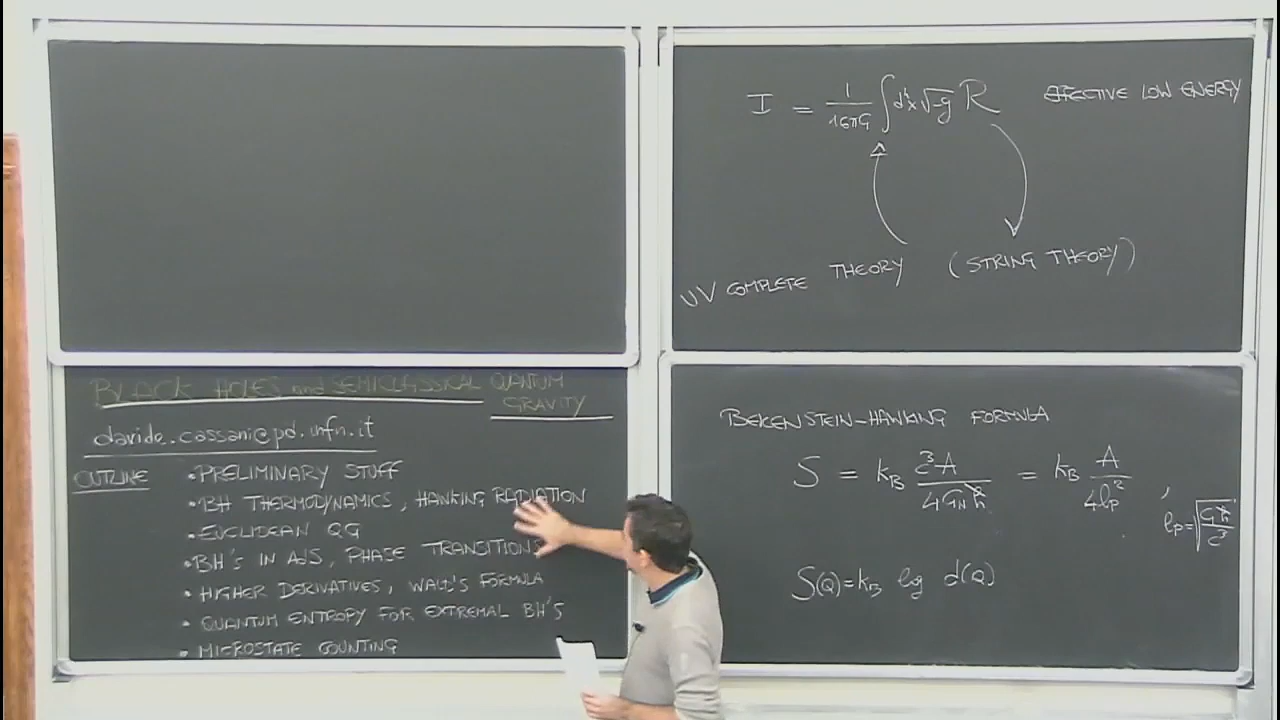 BLACK HOLES and SEMICLASSICAL QUANTUM GRAVITY
davide.cassani@pd.infn.it
OUTLINE
• PRELIMINARY STUFF
• BH THERMODYNAMICS, HAWKING RADIATION
• EUCLIDEAN QG
• BH'S IN AdS, PHASE TRANSITIONS
• HIGHER DERIVATIVES, WALD'S FORMULA
• QUANTUM ENTROPY FOR EXTREMAL BH'S
• MICROSTATE COUNTING
I = 1/16πG ∫d⁴x √-g R EFFECTIVE LOW ENERGY
UV COMPLETE THEORY (STRING THEORY)
BEKENSTEIN-HAWKING FORMULA
S = k_B c³A/4G_N ħ = k_B A/4l_P² , l_P = √Għ/c³
S(Q) = k_B log d(Q)